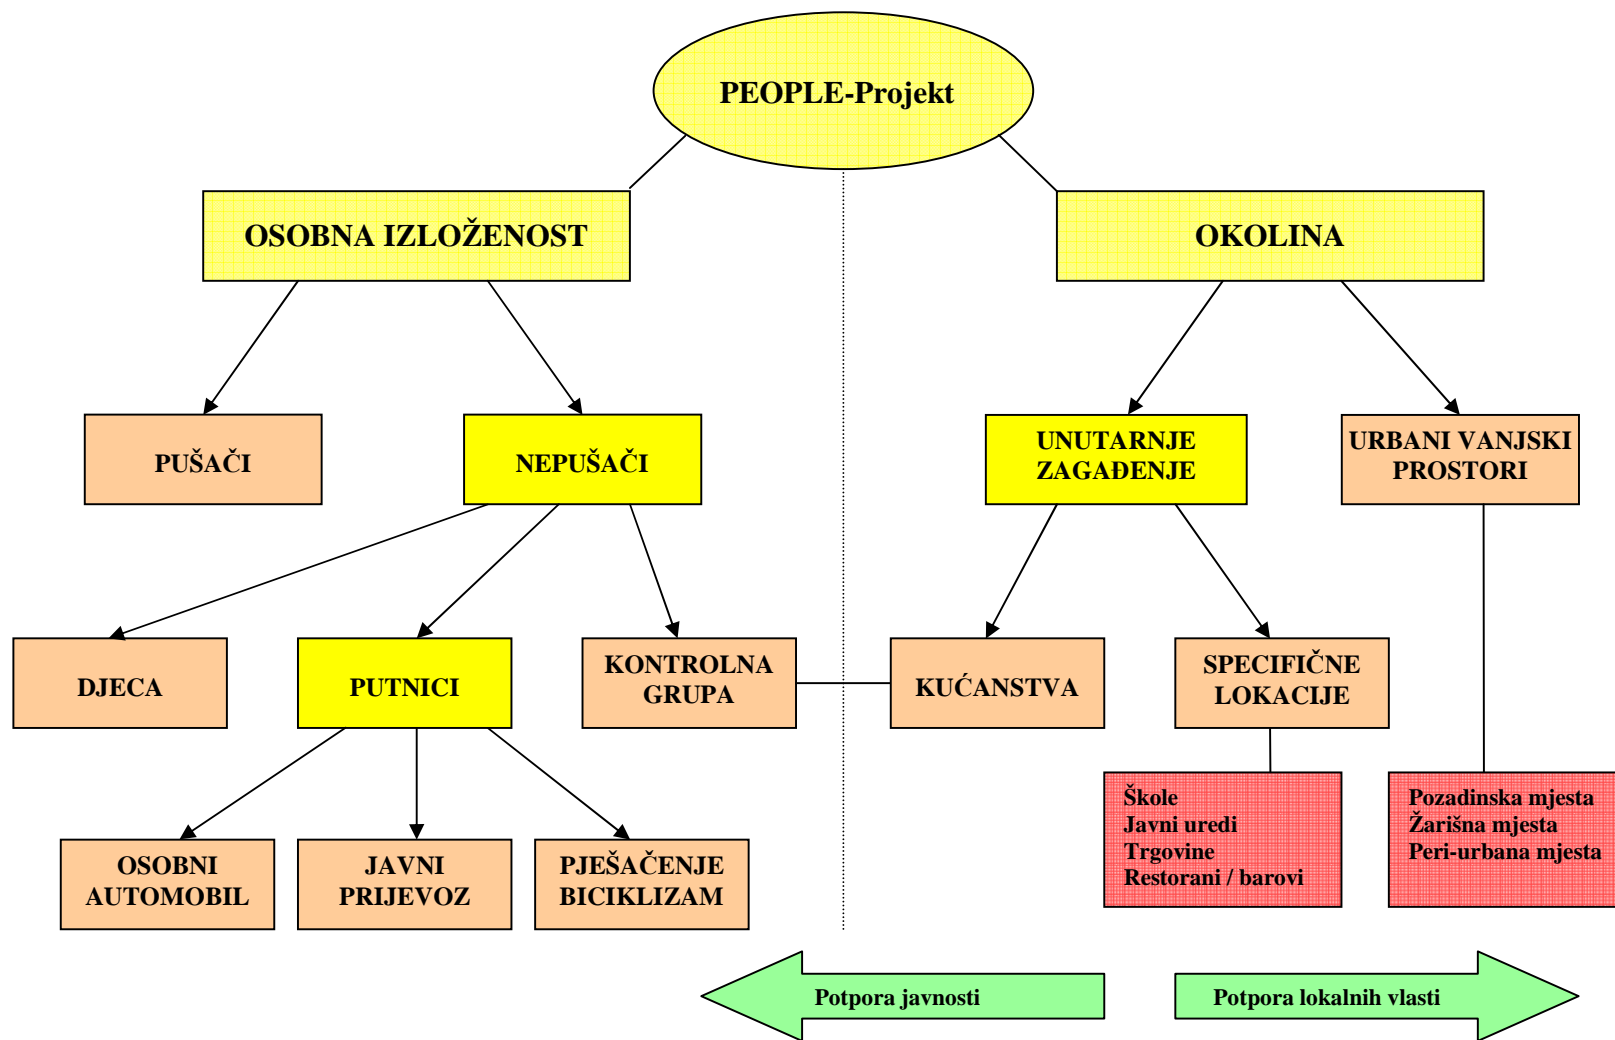 PEOPLE-Projekt
OSOBNA IZLOŽENOST
OKOLINA
PUŠAČI
NEPUŠAČI
UNUTARNJE
ZAGAĐENJE
URBANI VANJSKI
PROSTORI
DJECA
PUTNICI
KONTROLNA
GRUPA
KUĆANSTVA
SPECIFIČNE
LOKACIJE
OSOBNI
AUTOMOBIL
JAVNI
PRIJEVOZ
PJEŠAČENJE
BICIKLIZAM
Škole
Javni uredi
Trgovine
Restorani / barovi
Pozadinska mjesta
Žarišna mjesta
Peri-urbana mjesta
Potpora javnosti
Potpora lokalnih vlasti